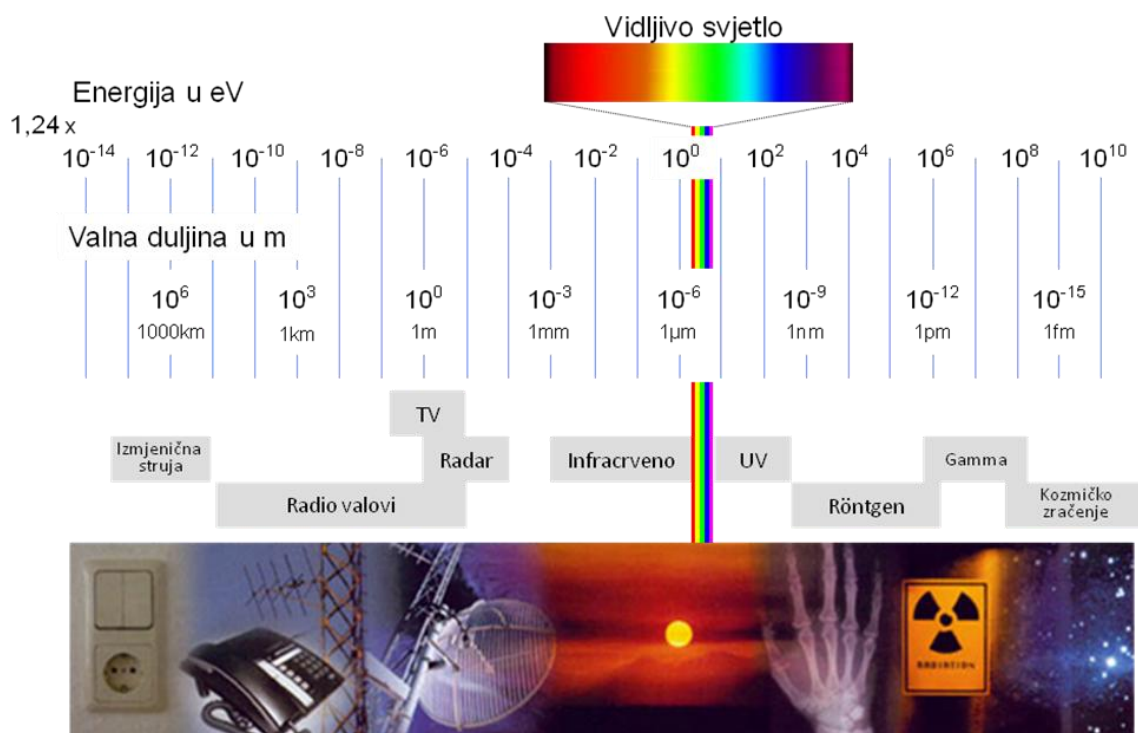 Vidljivo svjetlo
Energija u eV
1,24 x
10⁻¹⁴ 10⁻¹² 10⁻¹⁰ 10⁻⁸ 10⁻⁶ 10⁻⁴ 10⁻² 10⁰ 10² 10⁴ 10⁶ 10⁸ 10¹⁰
Valna duljina u m
10⁶ 10³ 10⁰ 10⁻³ 10⁻⁶ 10⁻⁹ 10⁻¹² 10⁻¹⁵
1000km 1km 1m 1mm 1µm 1nm 1pm 1fm
TV
Izmjenična
struja
Radar
Infracrveno
UV
Gamma
Radio valovi
Röntgen
Kozmičko
zračenje
RADIATION